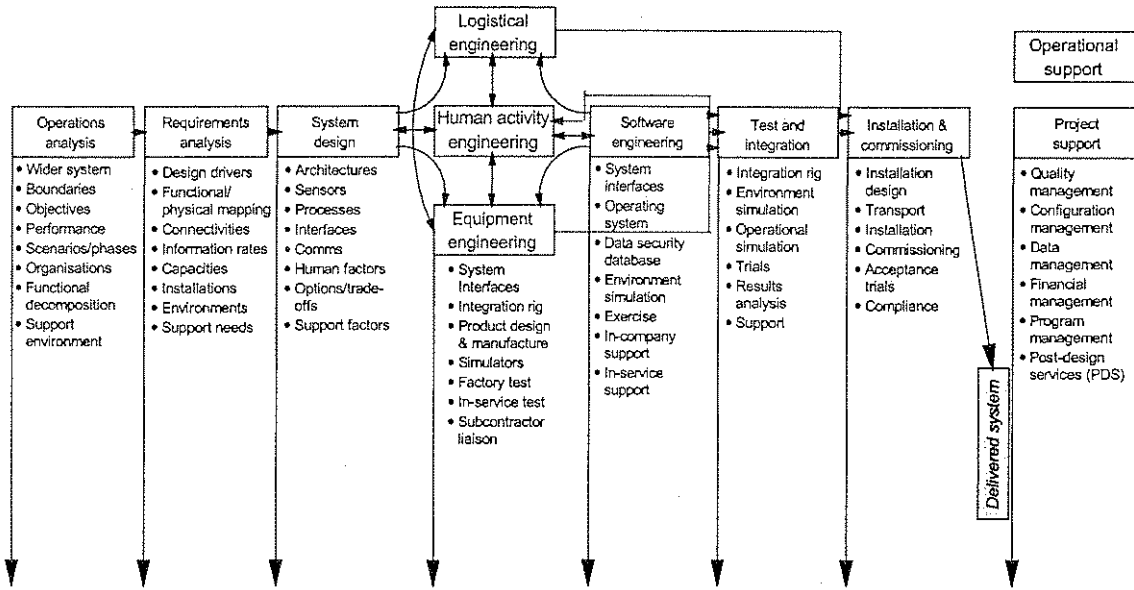 Logistical
engineering
Operational
support
Operations
analysis
Requirements
analysis
System
design
Human activity
engineering
Software
engineering
Test and
integration
Installation &
commissioning
Project
support
• Wider system
• Boundaries
• Objectives
• Performance
• Scenarios/phases
• Organisations
• Functional
decomposition
• Support
environment
• Design drivers
• Functional/
physical mapping
• Connectivities
• Information rates
• Capacities
• Installations
• Environments
• Support needs
• Architectures
• Sensors
• Processes
• Interfaces
• Comms
• Human factors
• Options/trade-
offs
• Support factors
Equipment
engineering
• System
Interfaces
• Integration rig
• Product design
& manufacture
• Simulators
• Factory test
• In-service test
• Subcontractor
liaison
• System
interfaces
• Operating
system
• Data security
database
• Environment
simulation
• Exercise
• In-company
support
• In-service
support
• Integration rig
• Environment
simulation
• Operational
simulation
• Trials
• Results
analysis
• Support
• Installation
design
• Transport
• Installation
• Commissioning
• Acceptance
trials
• Compliance
Delivered system
• Quality
management
• Configuration
management
• Data
management
• Financial
management
• Program
management
• Post-design
services (PDS)